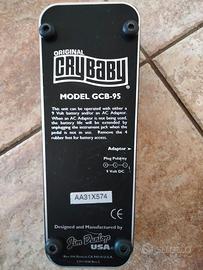 ORIGINAL
CRYBABY
MODEL GCB-95
This unit can be operated with either a
9 Volt battery and/or an AC Adaptor.
When an AC Adaptor is not being used,
the battery life will be extended by
unplugging the instrument jack when the
pedal is not in use. Remove the 4
rubber feet for battery access.
Adaptor
Plug Polarity
9 Volt DC
AA31X574
CE
Designed and Manufactured
by
Jim Dunlop
USA
subito